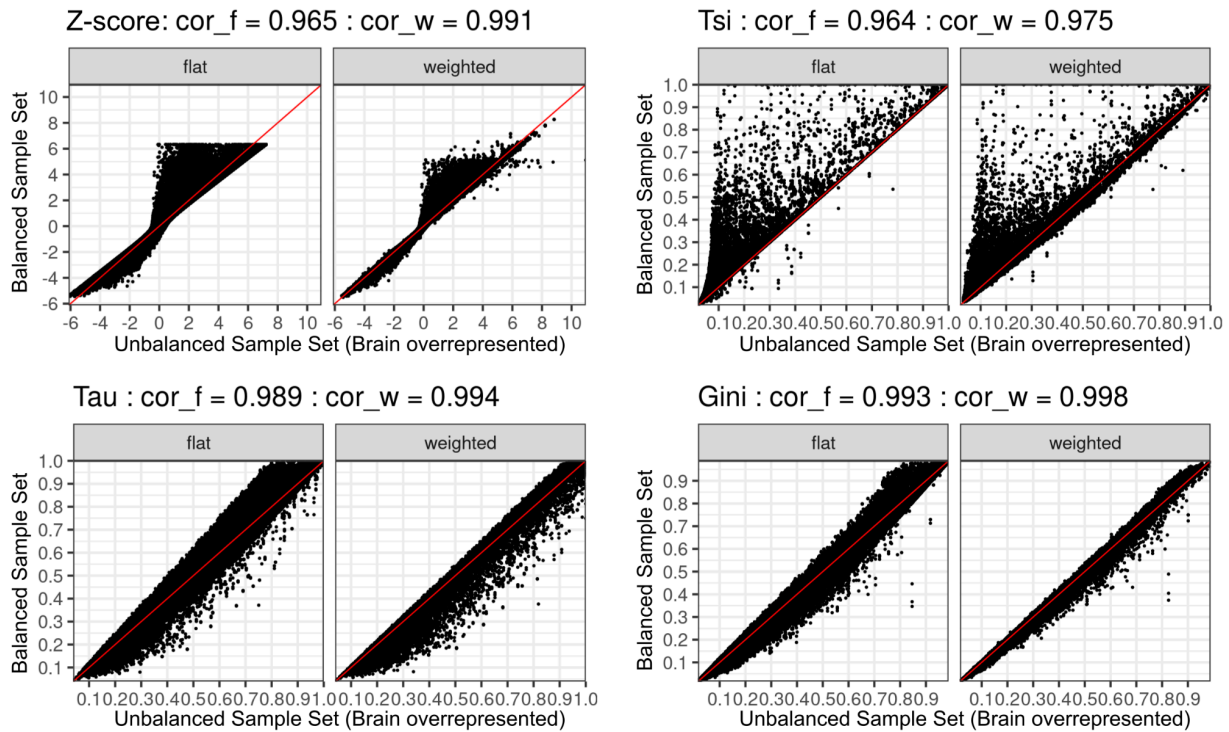 Z-score: cor_f = 0.965 : cor_w = 0.991
flat
weighted
Balanced Sample Set
10
8
6
4
2
0
-2
-4
-6
-6 -4 -2 0 2 4 6 8 10
-6 -4 -2 0 2 4 6 8 10
Unbalanced Sample Set (Brain overrepresented)
Tsi : cor_f = 0.964 : cor_w = 0.975
flat
weighted
Balanced Sample Set
1.0
0.9
0.8
0.7
0.6
0.5
0.4
0.3
0.2
0.1
0.10.20.30.40.50.60.70.80.91.0
0.10.20.30.40.50.60.70.80.91.0
Unbalanced Sample Set (Brain overrepresented)
Tau : cor_f = 0.989 : cor_w = 0.994
flat
weighted
Balanced Sample Set
1.0
0.9
0.8
0.7
0.6
0.5
0.4
0.3
0.2
0.1
0.10.20.30.40.50.60.70.80.91.0
0.10.20.30.40.50.60.70.80.91.0
Unbalanced Sample Set (Brain overrepresented)
Gini : cor_f = 0.993 : cor_w = 0.998
flat
weighted
Balanced Sample Set
0.9
0.8
0.7
0.6
0.5
0.4
0.3
0.2
0.1
0.10.20.30.40.50.60.70.80.9
0.10.20.30.40.50.60.70.80.9
Unbalanced Sample Set (Brain overrepresented)